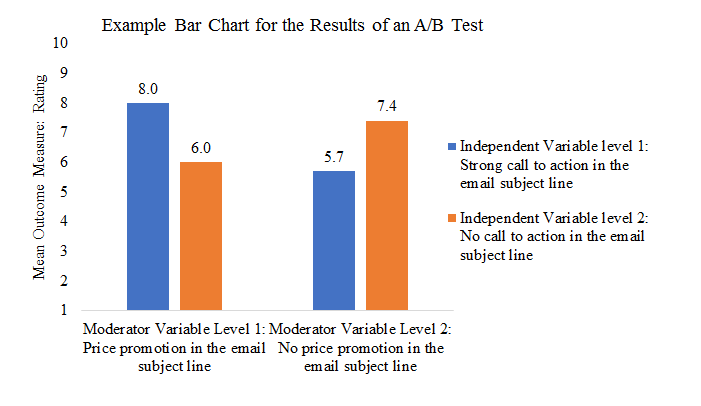 Example Bar Chart for the Results of an A/B Test
Mean Outcome Measure: Rating
10
9
8
7
6
5
4
3
2
1
8.0
6.0
5.7
7.4
Moderator Variable Level 1:
Price promotion in the email
subject line
Moderator Variable Level 2:
No price promotion in the
email subject line
Independent Variable level 1:
Strong call to action in the
email subject line
Independent Variable level 2:
No call to action in the email
subject line